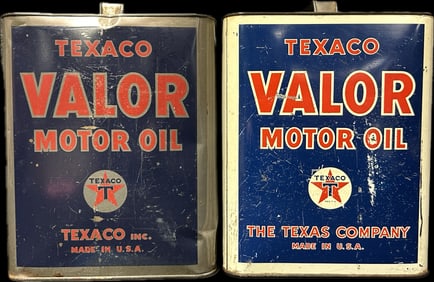 TEXACO
VALOR
MOTOR OIL
TEXACO
T
TEXACO INC.
MADE IN U.S.A.
TEXACO
VALOR
MOTOR OIL
TEXACO
T
THE TEXAS COMPANY
MADE IN U.S.A.